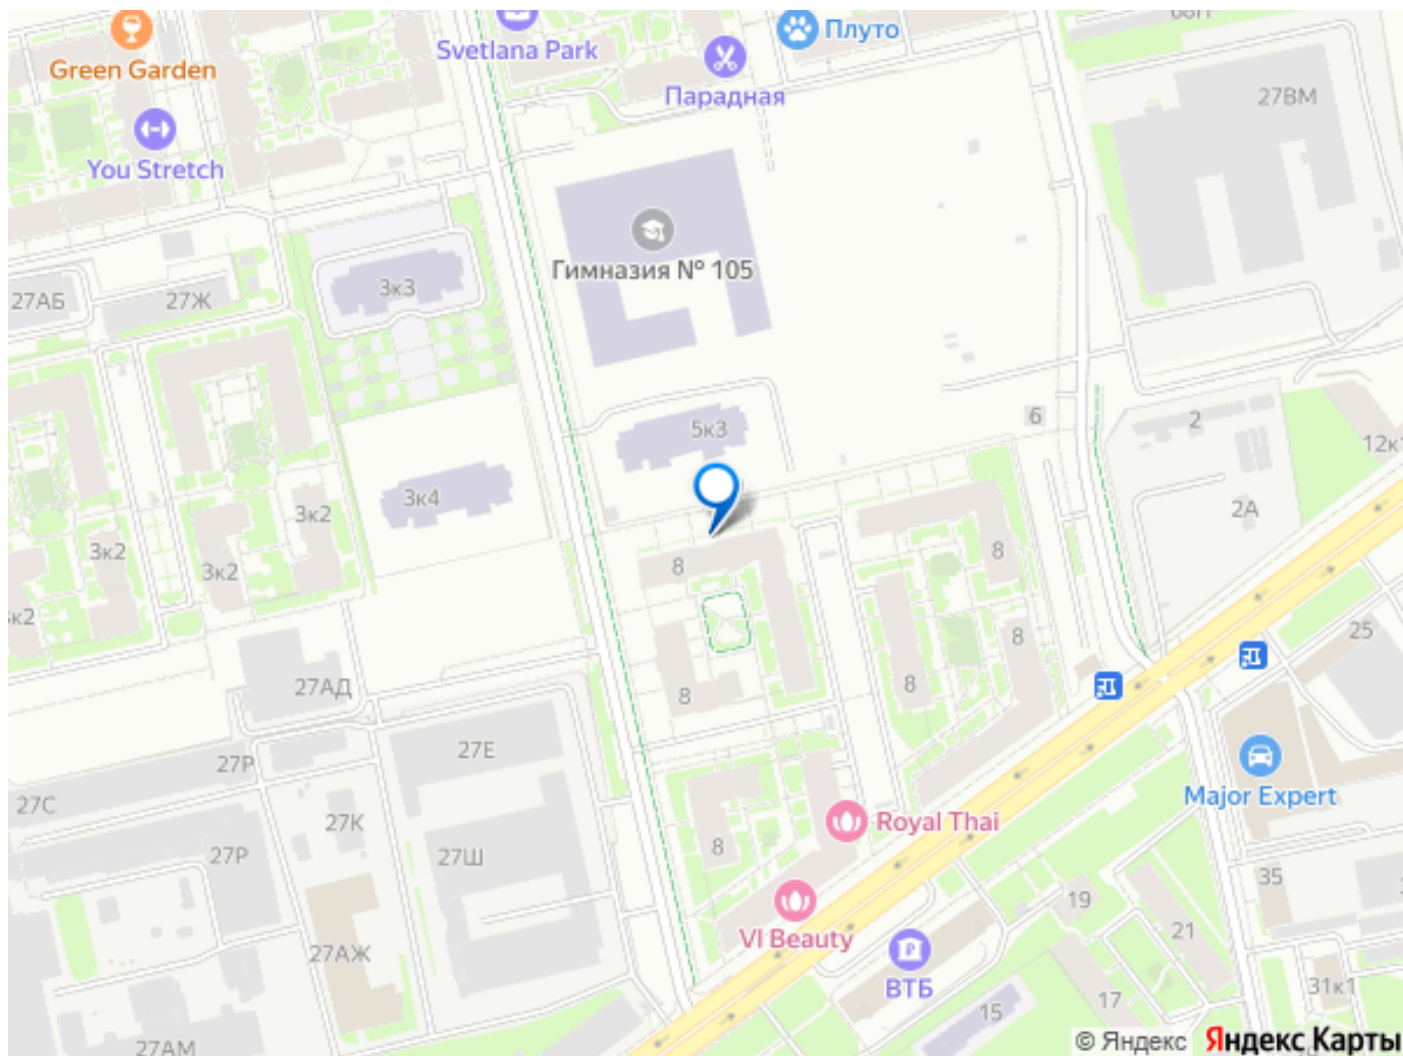 Svetlana Park
Плуто
Green Garden
Парадная
27ВМ
You Stretch
Гимназия № 105
3к3
27АБ
27Ж
6
2
5к3
12к1
3к4
3к2
2А
3к2
3к2
8
8
к2
25
8
27АД
8
8
27Е
27Р
Major Expert
27С
27К
Royal Thai
8
27Р
27Ш
35
19
21
VI Beauty
27АЖ
ВТБ
31к1
17
15
27АМ
© Яндекс Яндекс Карты